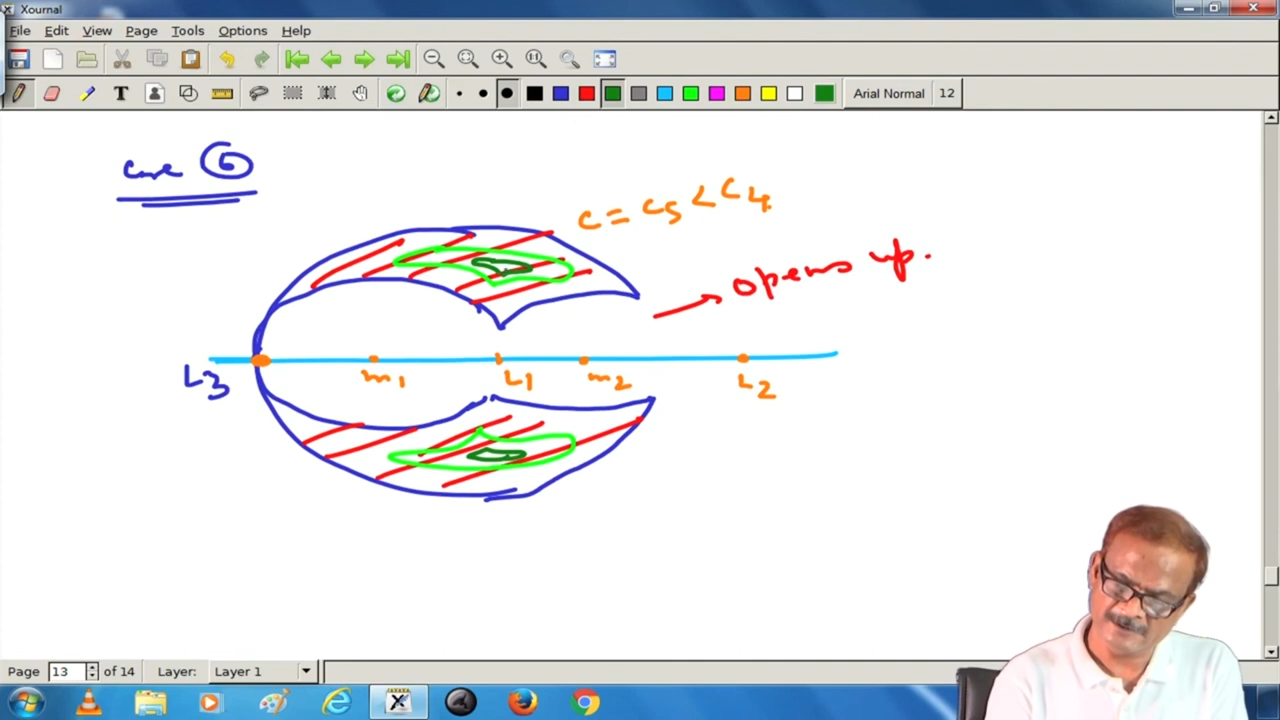 Xournal
File Edit View Page Tools Options Help
Arial Normal 12
Case 6
C = C5 < C4
opens up.
L3 m1 L1 m2 L2
Page 13 of 14 Layer: Layer 1